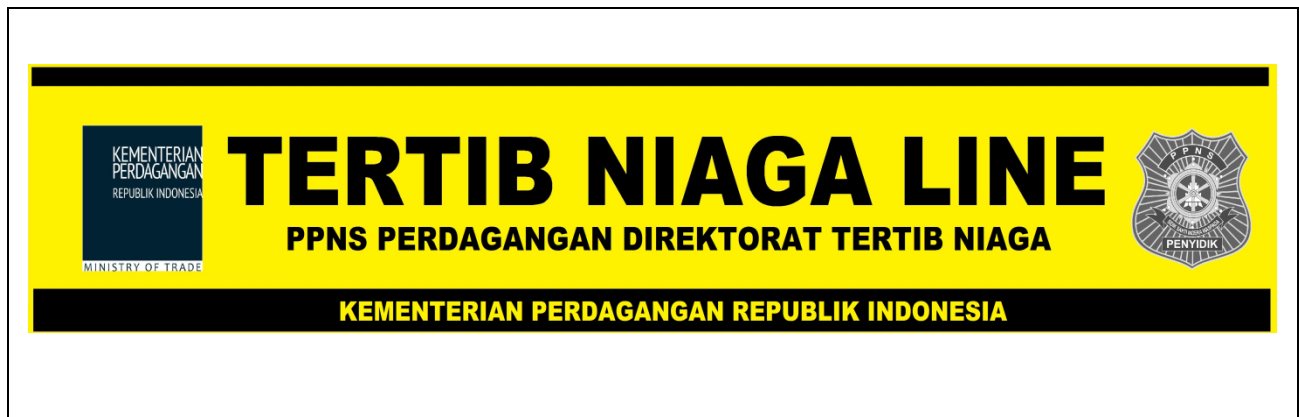 KEMENTERIAN
PERDAGANGAN
REPUBLIK INDONESIA
MINISTRY OF TRADE
TERTIB NIAGA LINE
PPNS PERDAGANGAN DIREKTORAT TERTIB NIAGA
PPNS
PENYIDIK
KEMENTERIAN PERDAGANGAN REPUBLIK INDONESIA